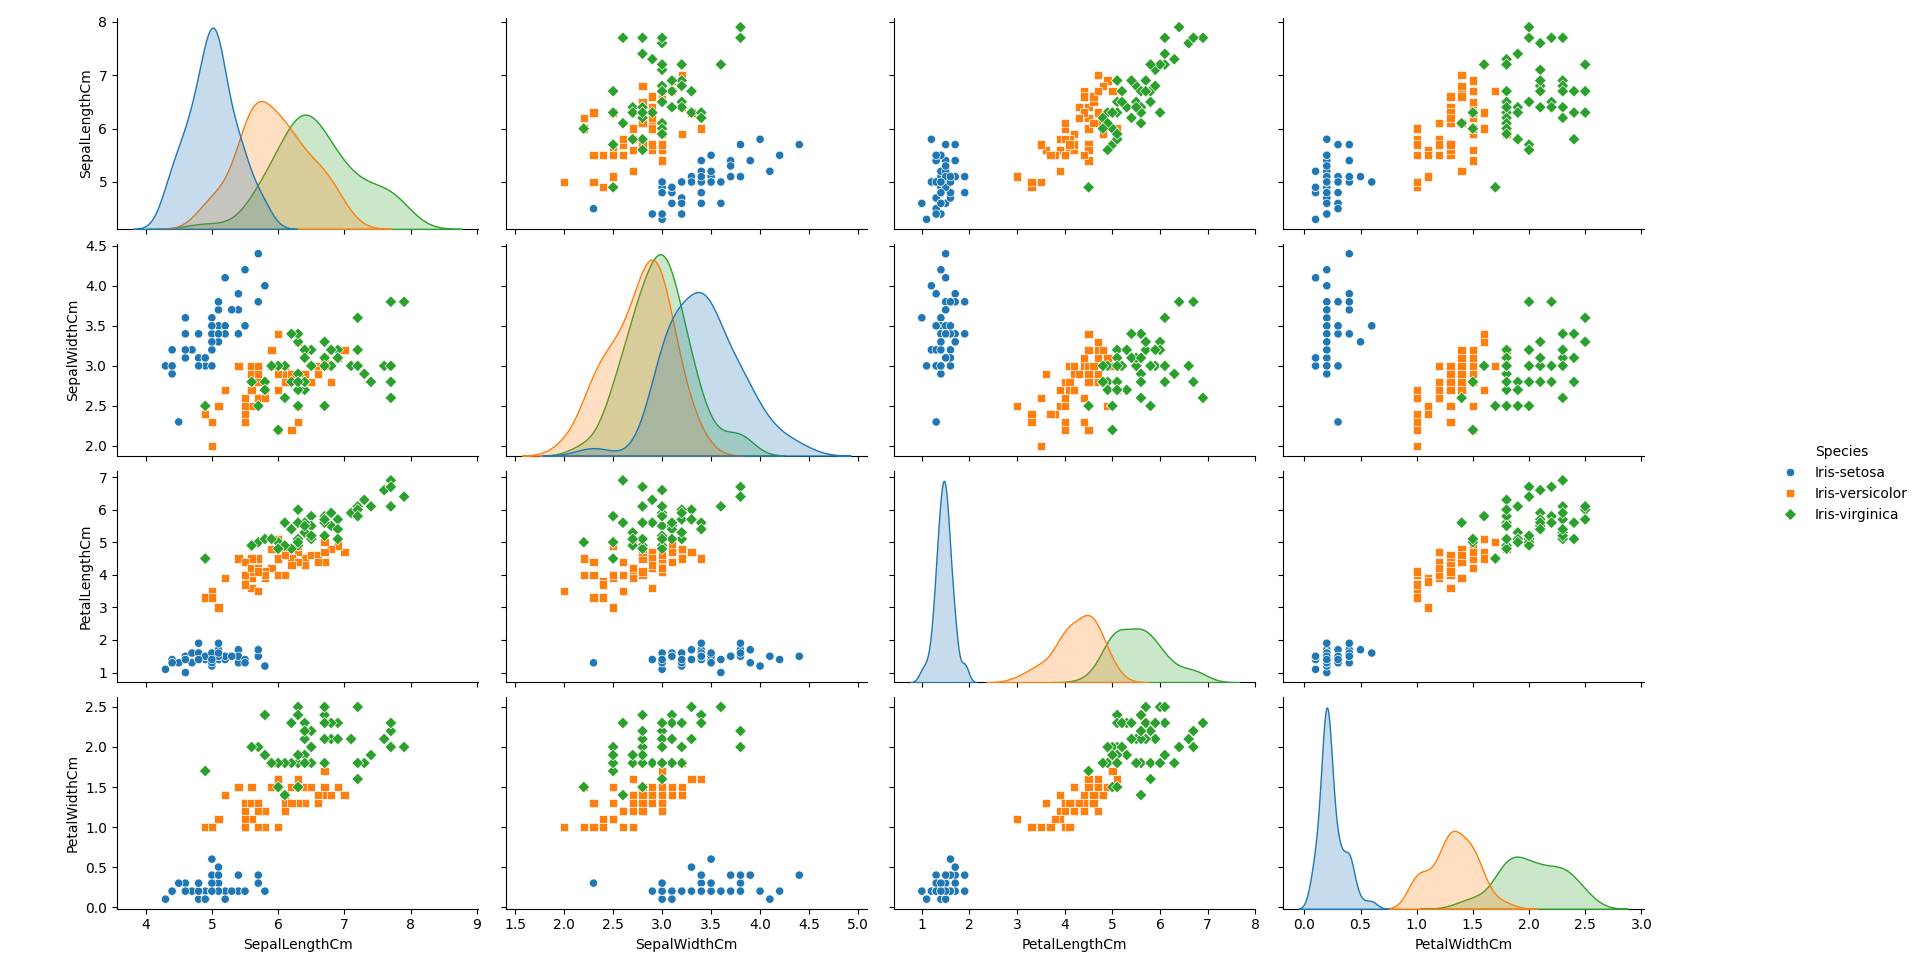 8
7
6
5
SepalLengthCm
4.5
4.0
3.5
3.0
2.5
2.0
SepalWidthCm
7
6
5
4
3
2
1
PetalLengthCm
2.5
2.0
1.5
1.0
0.5
0.0
PetalWidthCm
4 5 6 7 8 9
SepalLengthCm
1.5 2.0 2.5 3.0 3.5 4.0 4.5 5.0
SepalWidthCm
1 2 3 4 5 6 7 8
PetalLengthCm
0.0 0.5 1.0 1.5 2.0 2.5 3.0
PetalWidthCm
Species
Iris-setosa
Iris-versicolor
Iris-virginica